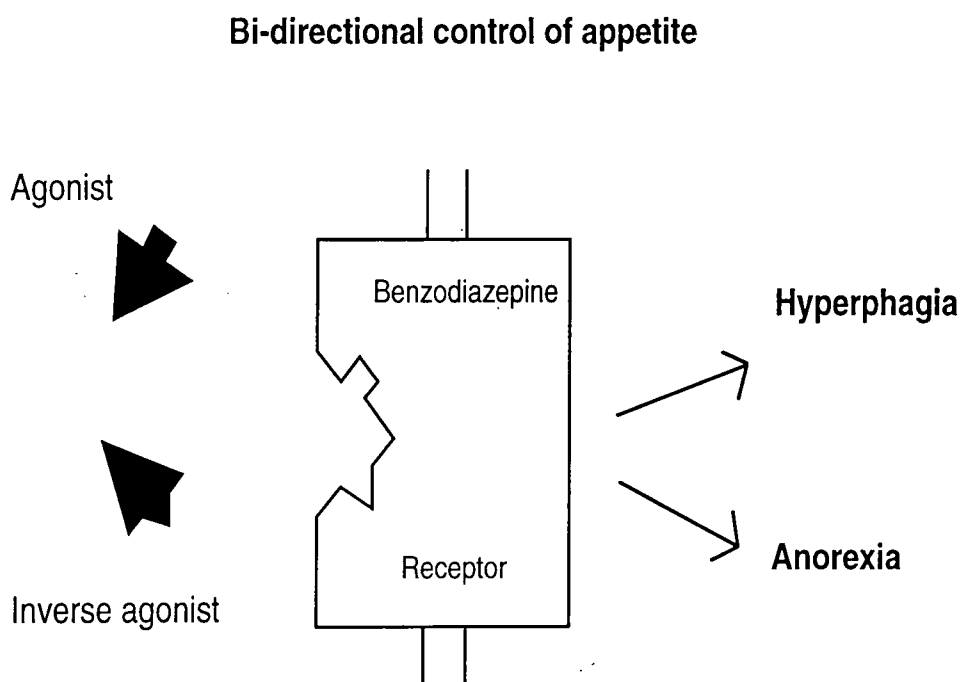 Bi-directional control of appetite
Agonist
Benzodiazepine
Hyperphagia
Receptor
Anorexia
Inverse agonist